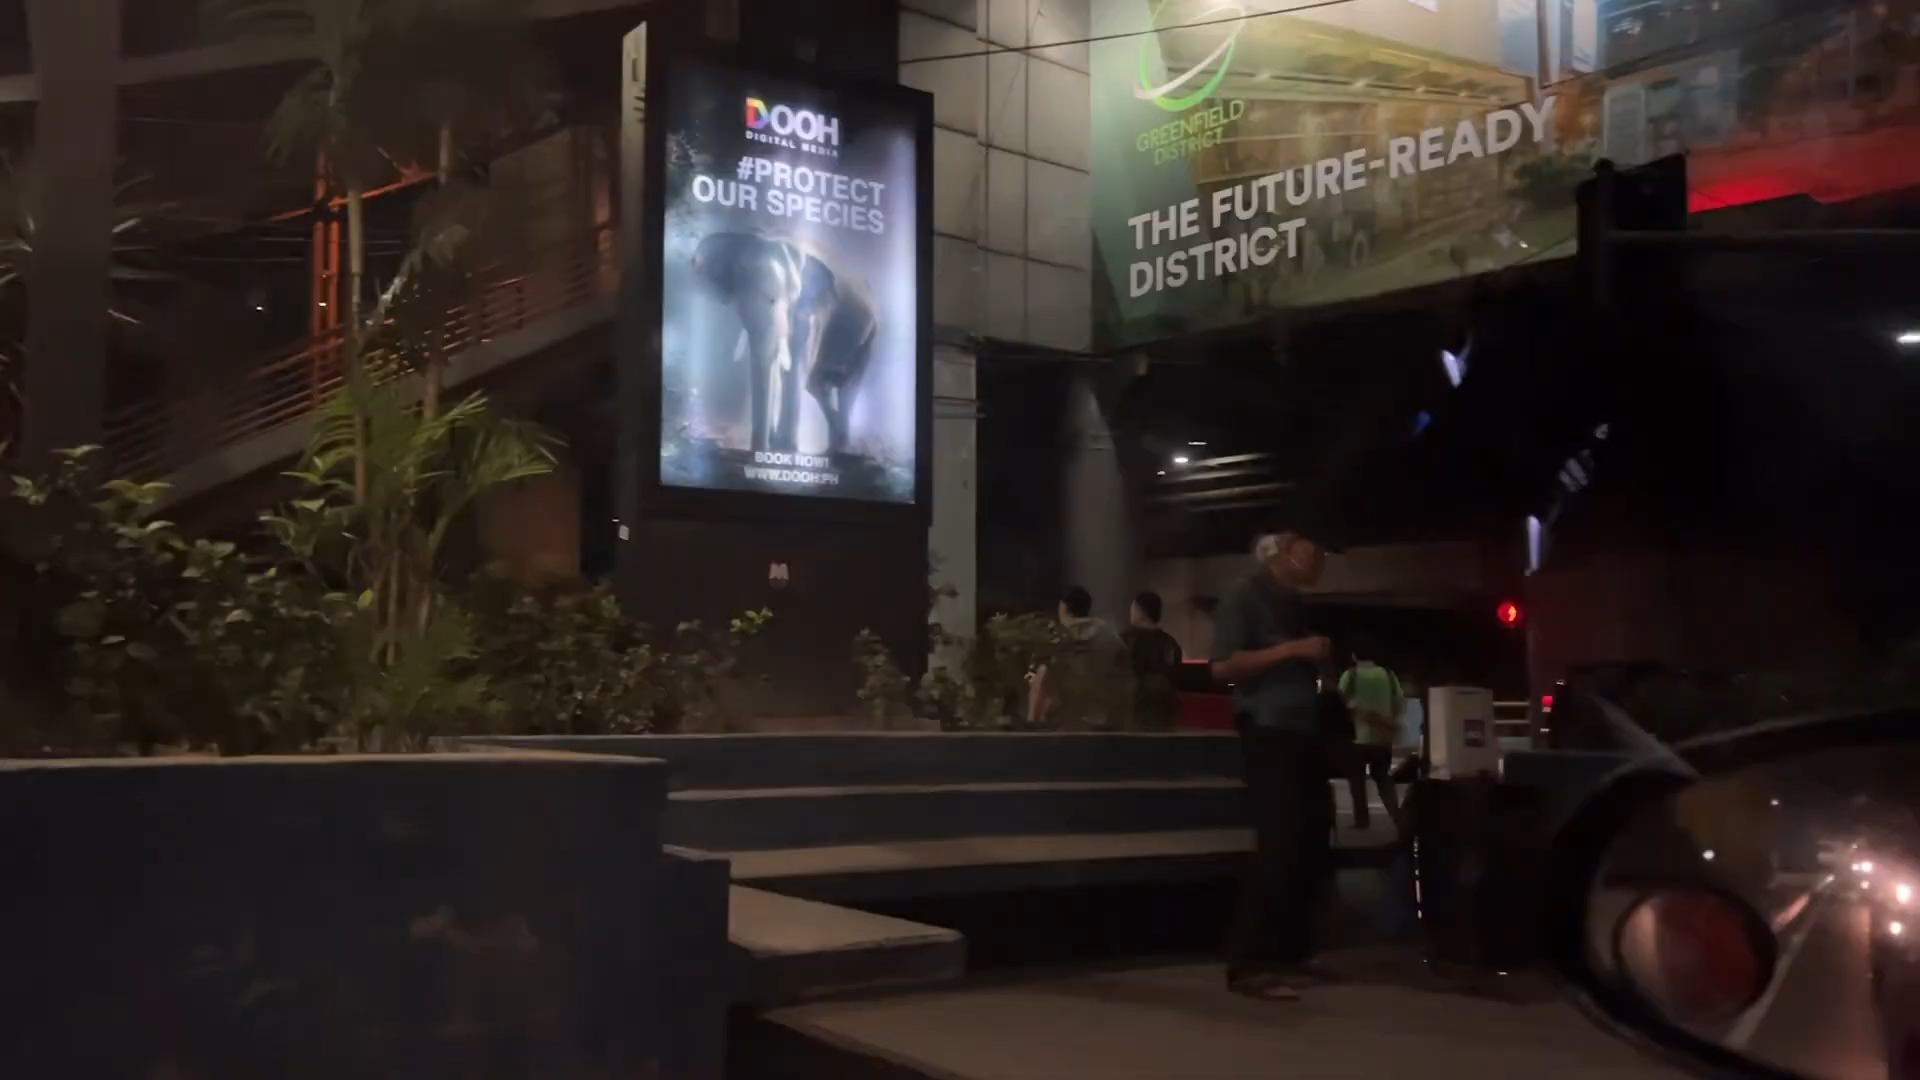 DOOH
DIGITAL MEDIA
#PROTECT
OUR SPECIES
BOOK NOW!
WWW.DOOH.PH
GREENFIELD
DISTRICT
THE FUTURE-READY
DISTRICT